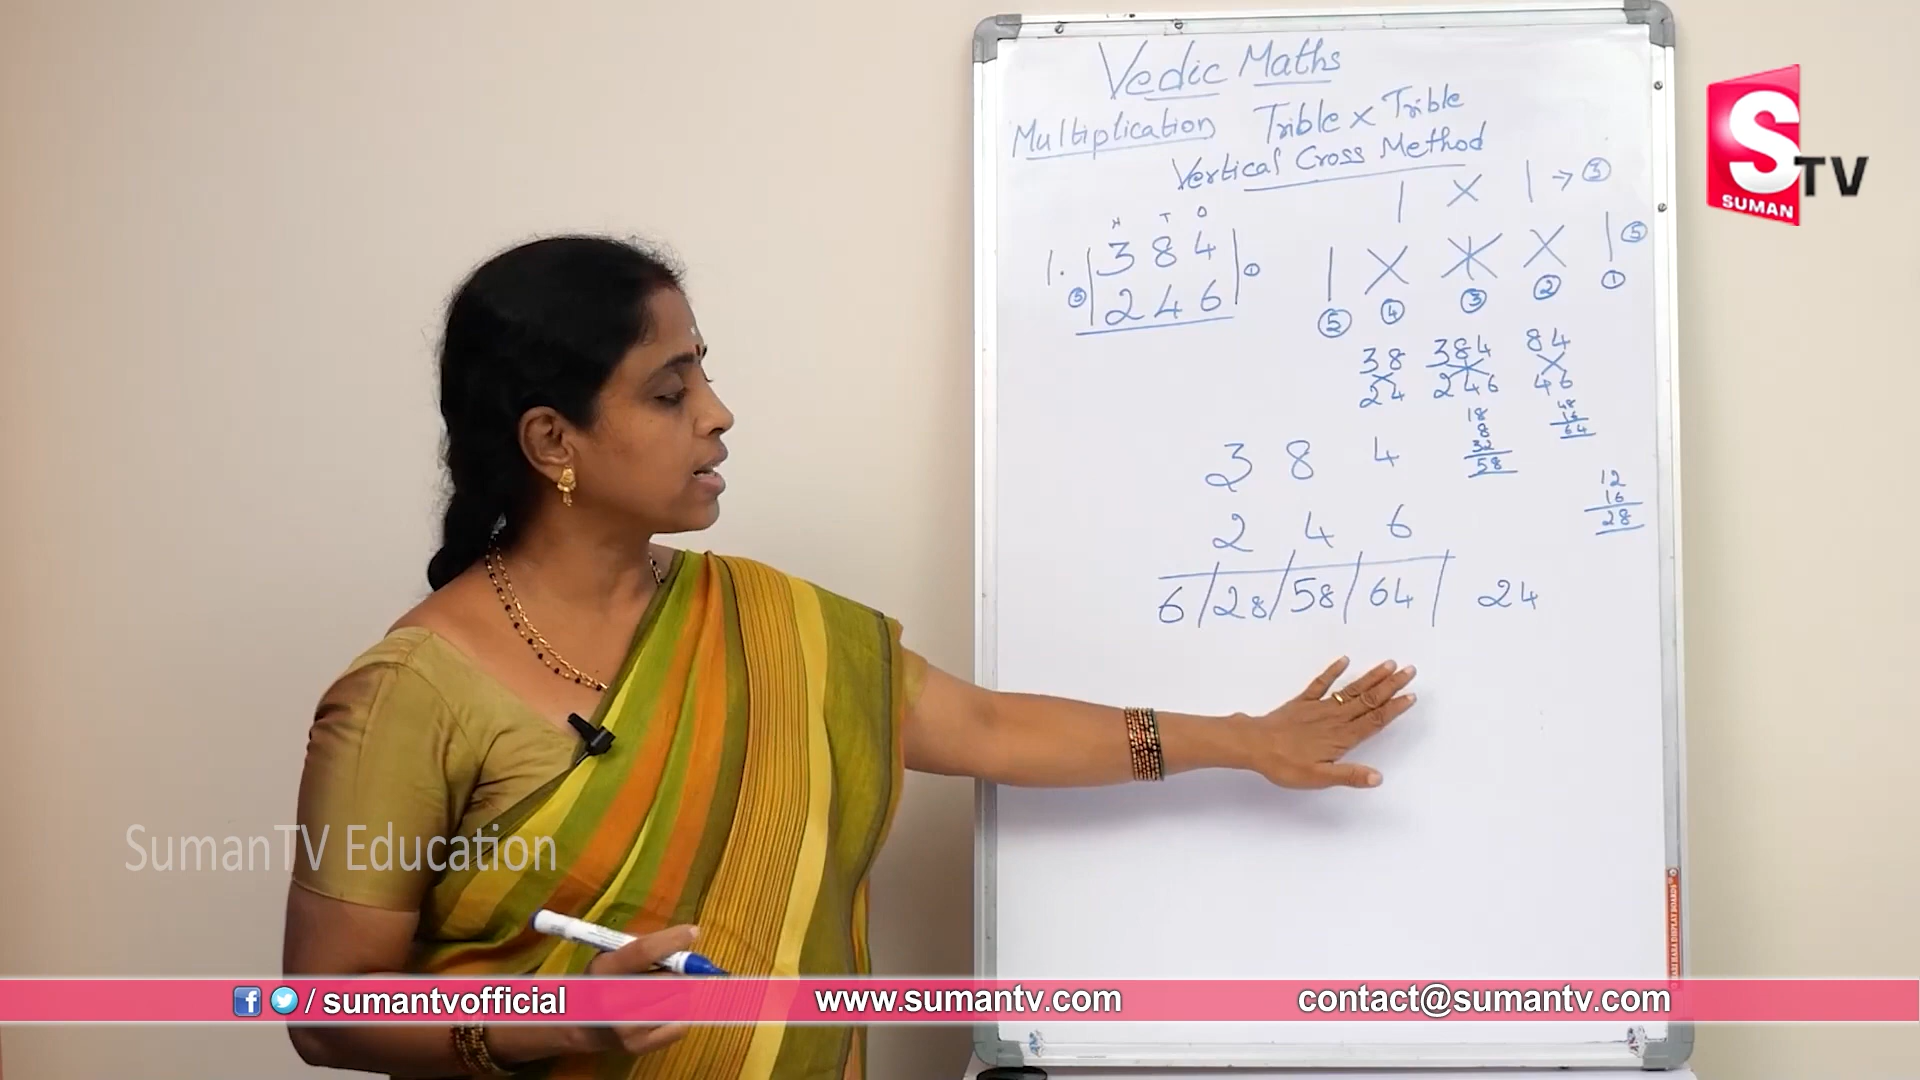 Vedic Maths
Multiplication Trible x Trible
Vertical Cross Method
| X | → ③
H T O
1. 3 8 4 ①
⑤ 2 4 6
| X X X | ⑤
⑤ ④ ③ ② ①
38 384 84
24 246 46
18
8
32
58
48
16
64
12
16
28
3 8 4
2 4 6
6 / 28 / 58 / 64 / 24
S TV
SUMAN
SumanTV Education
/ sumantvofficial
www.sumantv.com
contact@sumantv.com